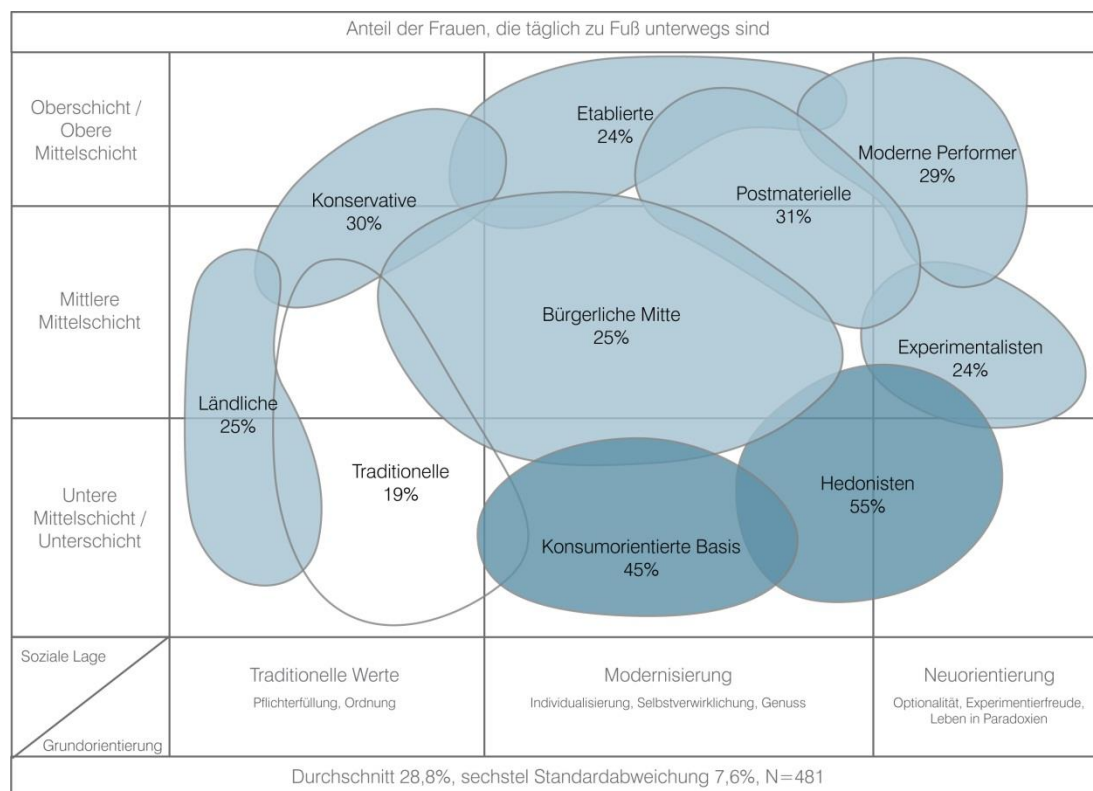 Anteil der Frauen, die täglich zu Fuß unterwegs sind
Oberschicht /
Obere
Mittelschicht
Etablierte
24%
Moderne Performer
29%
Konservative
30%
Postmaterielle
31%
Mittlere
Mittelschicht
Bürgerliche Mitte
25%
Experimentalisten
24%
Ländliche
25%
Untere
Mittelschicht /
Unterschicht
Traditionelle
19%
Hedonisten
55%
Konsumorientierte Basis
45%
Soziale Lage
Grundorientierung
Traditionelle Werte
Pflichterfüllung, Ordnung
Modernisierung
Individualisierung, Selbstverwirklichung, Genuss
Neuorientierung
Optionalität, Experimentierfreude,
Leben in Paradoxien
Durchschnitt 28,8%, sechstel Standardabweichung 7,6%, N=481